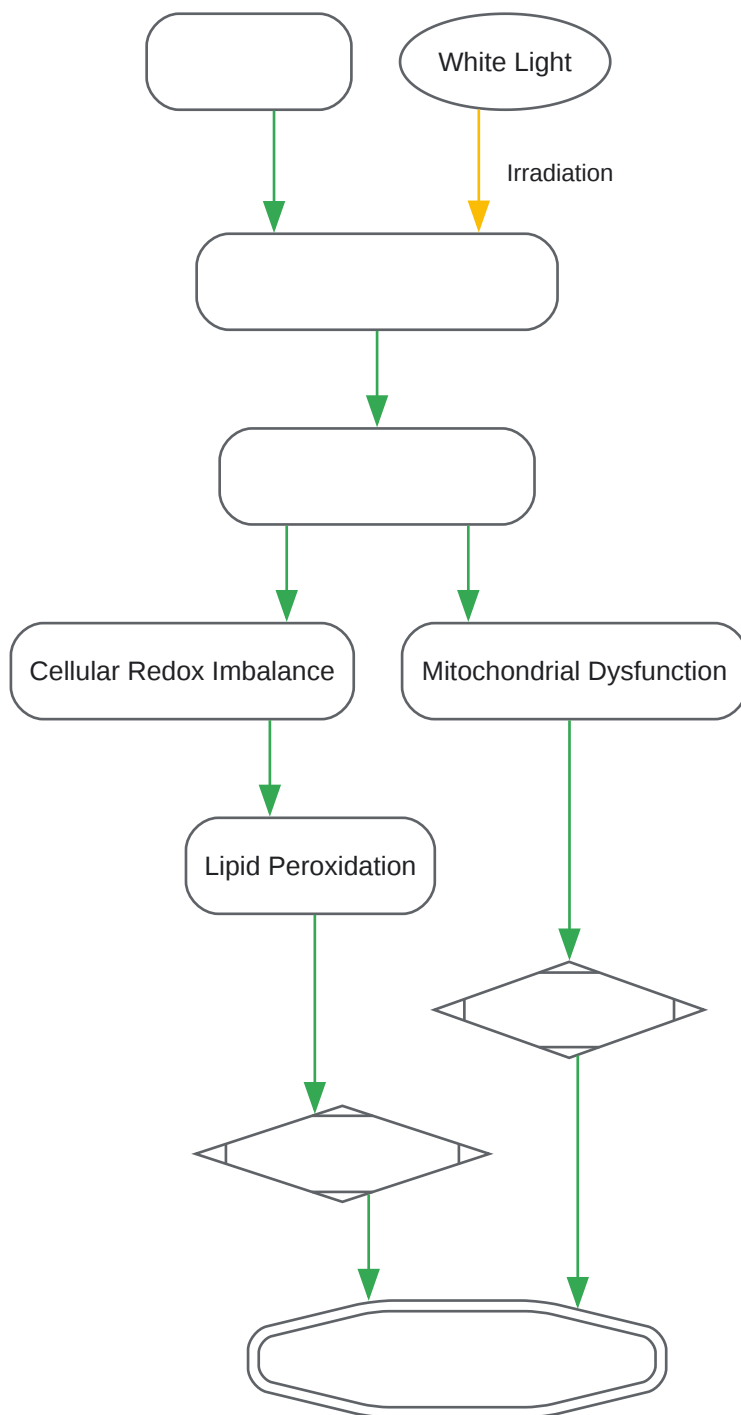 White Light
Irradiation
Cellular Redox Imbalance
Mitochondrial Dysfunction
Lipid Peroxidation